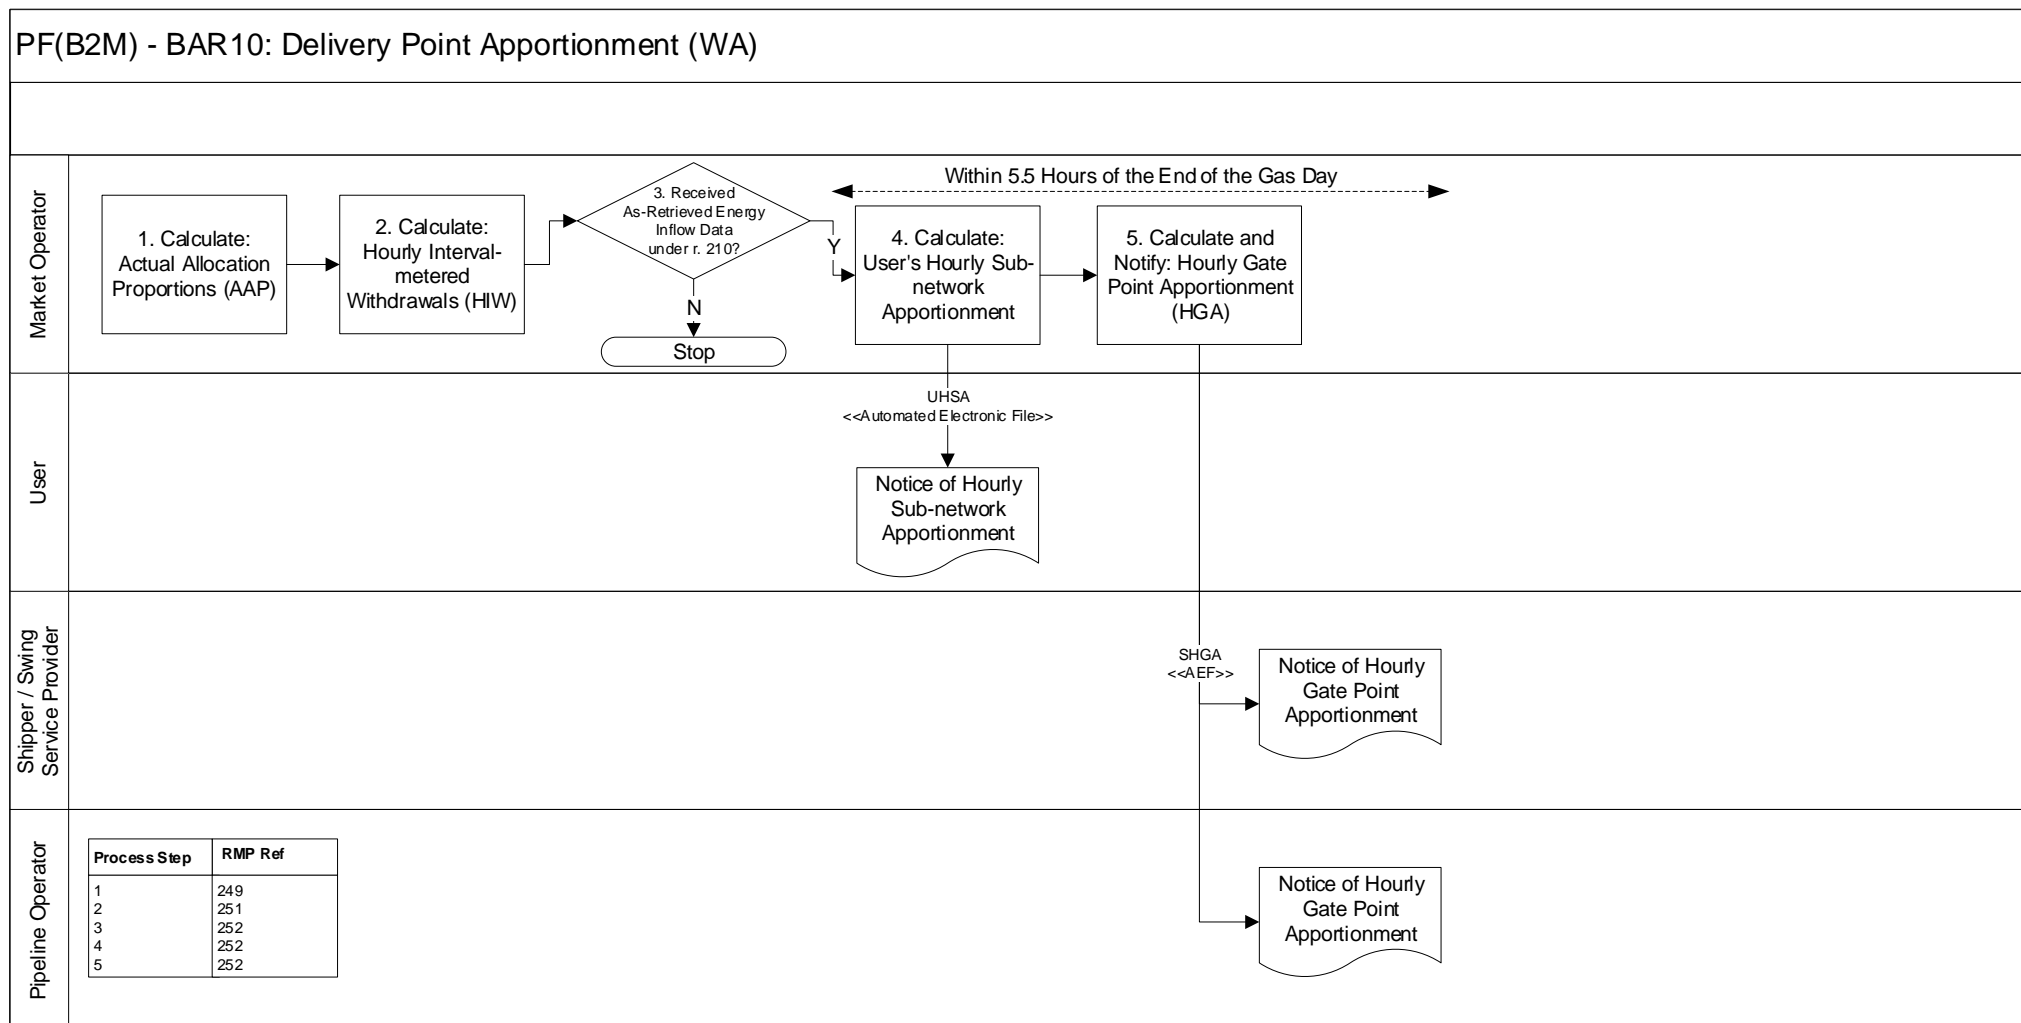 PF(B2M) - BAR10: Delivery Point Apportionment (WA)
Market Operator
1. Calculate:
Actual Allocation
Proportions (AAP)
2. Calculate:
Hourly Interval-
metered
Withdrawals (HIW)
3. Received
As-Retrieved Energy
Inflow Data
under r. 210?
Y
N
Stop
Within 5.5 Hours of the End of the Gas Day
4. Calculate:
User's Hourly Sub-
network
Apportionment
5. Calculate and
Notify: Hourly Gate
Point Apportionment
(HGA)
User
UHSA
<<Automated Electronic File>>
Notice of Hourly
Sub-network
Apportionment
Shipper / Swing
Service Provider
SHGA
<<AEF>>
Notice of Hourly
Gate Point
Apportionment
Pipeline Operator
Process Step RMP Ref
1 249
2 251
3 252
4 252
5 252
Notice of Hourly
Gate Point
Apportionment